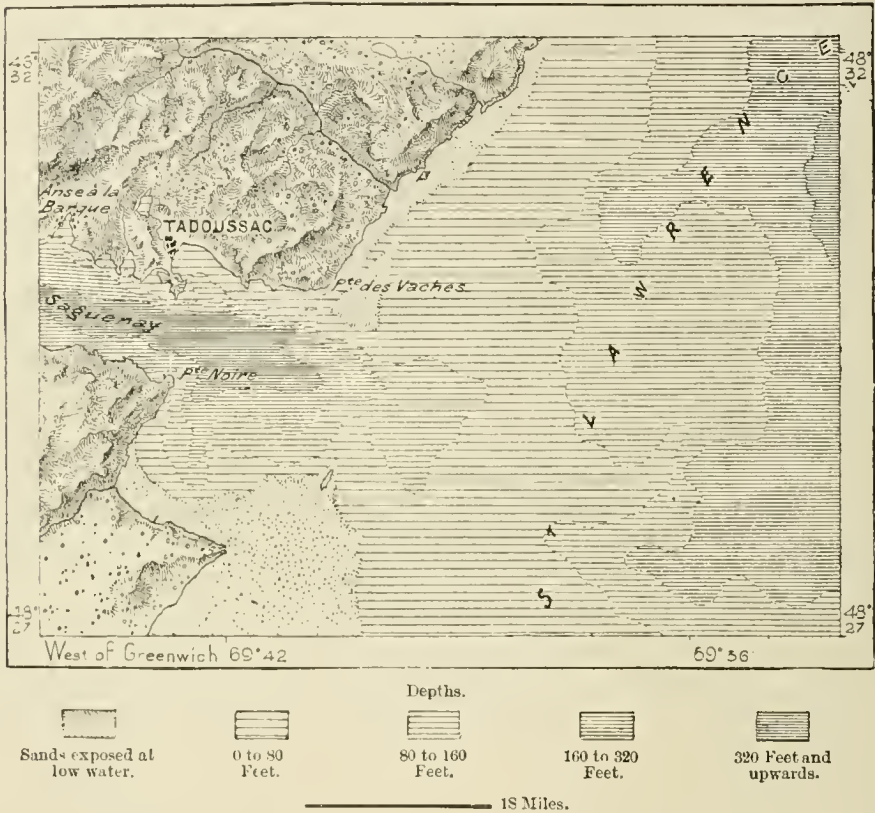 48°
32'
48°
32'
Anse à la
Barque
TADOUSSAC
pte des Vaches
Saguenay
pte Noire
ST LAWRENCE
48°
27
48°
27
West of Greenwich 69°42
69°36
Depths.
Sands exposed at
low water.
0 to 80
Feet.
80 to 160
Feet.
160 to 320
Feet.
320 Feet and
upwards.
18 Miles.